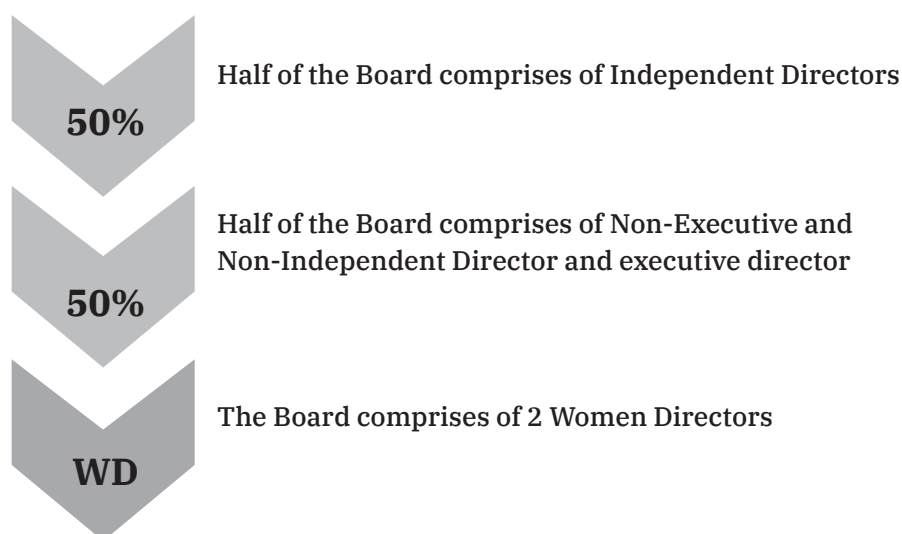 50%
Half of the Board comprises of Independent Directors
50%
Half of the Board comprises of Non-Executive and
Non-Independent Director and executive director
WD
The Board comprises of 2 Women Directors